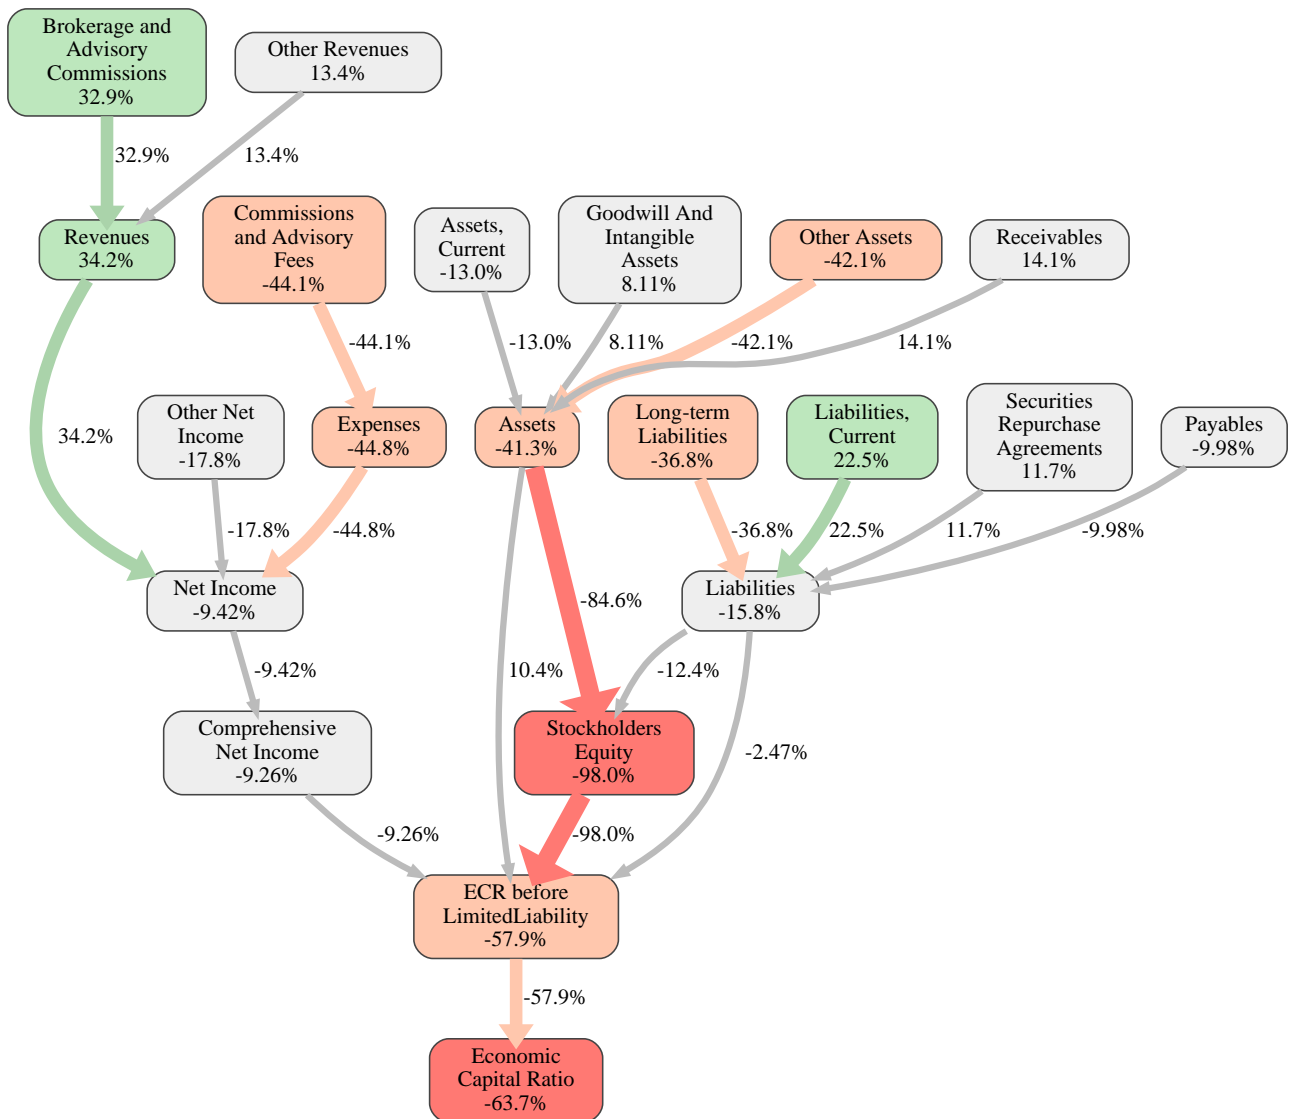 Brokerage and
Advisory
Commissions
32.9%
Other Revenues
13.4%
32.9%
13.4%
Revenues
34.2%
Commissions
and Advisory
Fees
-44.1%
Assets,
Current
-13.0%
Goodwill And
Intangible
Assets
8.11%
Other Assets
-42.1%
Receivables
14.1%
-44.1%
-13.0%
8.11%
-42.1%
14.1%
34.2%
Other Net
Income
-17.8%
Expenses
-44.8%
Assets
-41.3%
Long-term
Liabilities
-36.8%
Liabilities,
Current
22.5%
Securities
Repurchase
Agreements
11.7%
Payables
-9.98%
-17.8%
-44.8%
-36.8%
22.5%
11.7%
-9.98%
Net Income
-9.42%
-84.6%
Liabilities
-15.8%
-9.42%
10.4%
-12.4%
Comprehensive
Net Income
-9.26%
Stockholders
Equity
-98.0%
-2.47%
-9.26%
-98.0%
ECR before
LimitedLiability
-57.9%
-57.9%
Economic
Capital Ratio
-63.7%